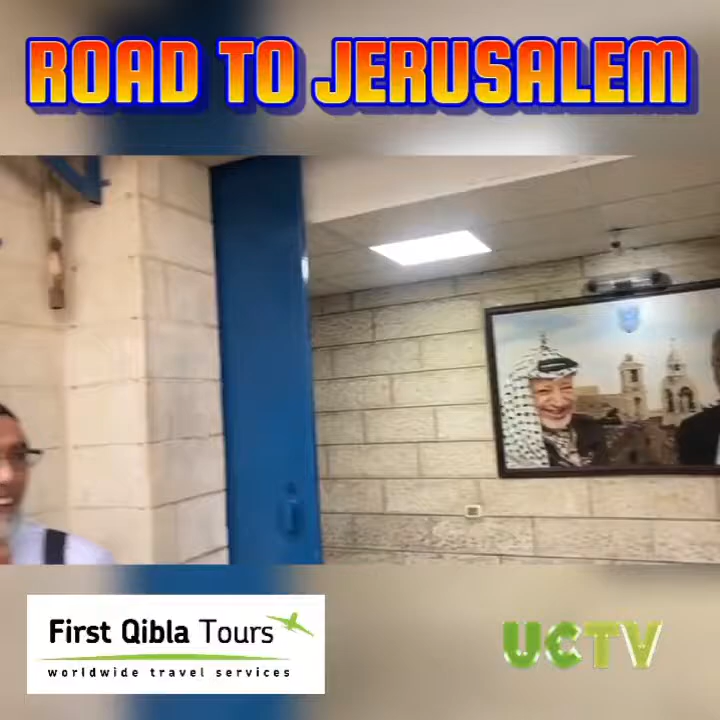 ROAD TO JERUSALEM
First Qibla Tours
worldwide travel services
UCTV